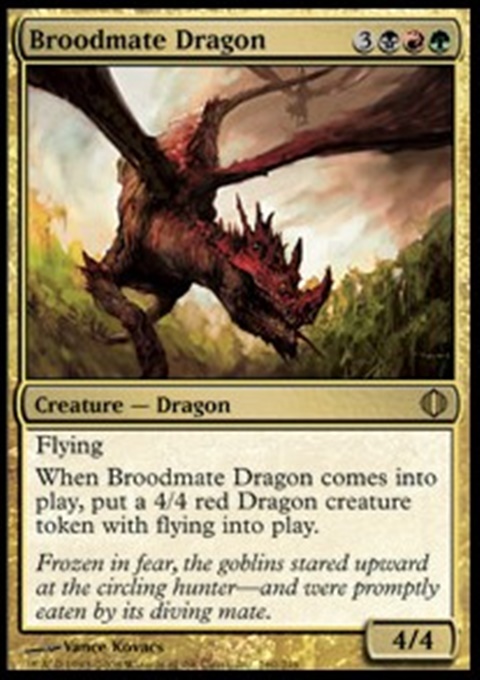 Broodmate Dragon 3
Creature — Dragon
Flying
When Broodmate Dragon comes into
play, put a 4/4 red Dragon creature
token with flying into play.
Frozen in fear, the goblins stared upward
at the circling hunter—and were promptly
eaten by its diving mate.
Vance Kovacs
4/4